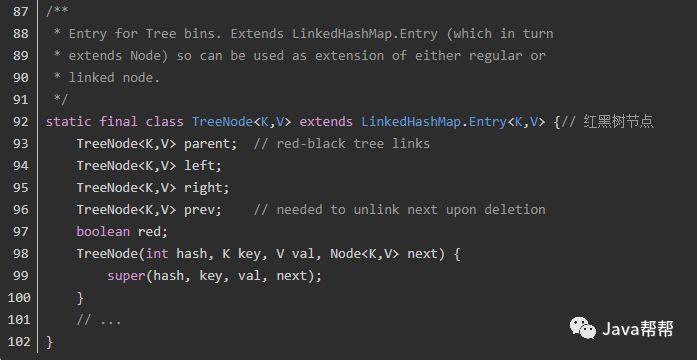 87 /**
88  * Entry for Tree bins. Extends LinkedHashMap.Entry (which in turn
89  * extends Node) so can be used as extension of either regular or
90  * linked node.
91  */
92 static final class TreeNode<K,V> extends LinkedHashMap.Entry<K,V> {// 红黑树节点
93     TreeNode<K,V> parent;  // red-black tree links
94     TreeNode<K,V> left;
95     TreeNode<K,V> right;
96     TreeNode<K,V> prev;    // needed to unlink next upon deletion
97     boolean red;
98     TreeNode(int hash, K key, V val, Node<K,V> next) {
99         super(hash, key, val, next);
100     }
101     // ...
102 }
Java帮帮